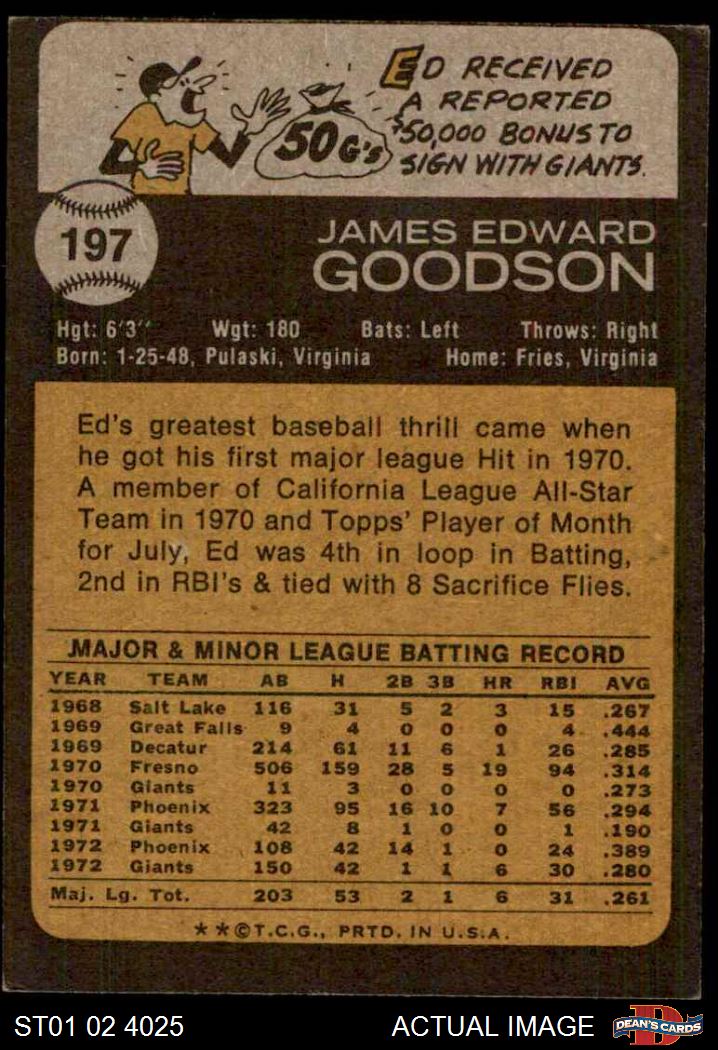 ED RECEIVED
A REPORTED
$50,000 BONUS TO
SIGN WITH GIANTS.
50 G's
197
JAMES EDWARD
GOODSON
Hgt: 6'3" Wgt: 180 Bats: Left Throws: Right
Born: 1-25-48, Pulaski, Virginia Home: Fries, Virginia
Ed's greatest baseball thrill came when
he got his first major league Hit in 1970.
A member of California League All-Star
Team in 1970 and Topps' Player of Month
for July, Ed was 4th in loop in Batting,
2nd in RBI's & tied with 8 Sacrifice Flies.
MAJOR & MINOR LEAGUE BATTING RECORD
YEAR TEAM AB H 2B 3B HR RBI AVG
1968 Salt Lake 116 31 5 2 3 15 .267
1969 Great Falls 9 4 0 0 0 4 .444
1969 Decatur 214 61 11 6 1 26 .285
1970 Fresno 506 159 28 5 19 94 .314
1970 Giants 11 3 0 0 0 0 .273
1971 Phoenix 323 95 16 10 7 56 .294
1971 Giants 42 8 1 0 0 1 .190
1972 Phoenix 108 42 14 1 0 24 .389
1972 Giants 150 42 1 1 6 30 .280
Maj. Lg. Tot. 203 53 2 1 6 31 .261
★★©T.C.G., PRTD. IN U.S.A.
ST01 02 4025 ACTUAL IMAGE DEAN'S CARDS